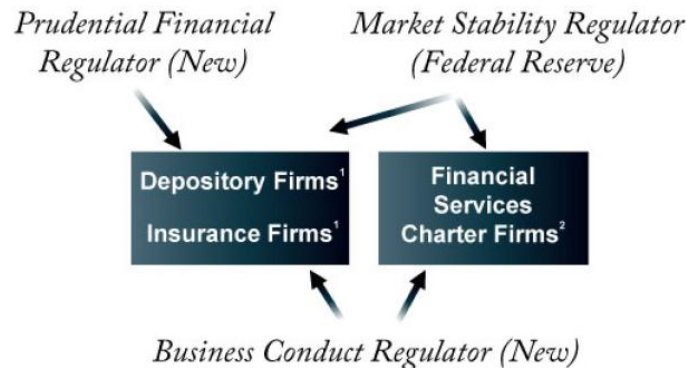 Prudential Financial
Regulator (New)
Market Stability Regulator
(Federal Reserve)
Depository Firms¹
Insurance Firms¹
Financial
Services
Charter Firms²
Business Conduct Regulator (New)